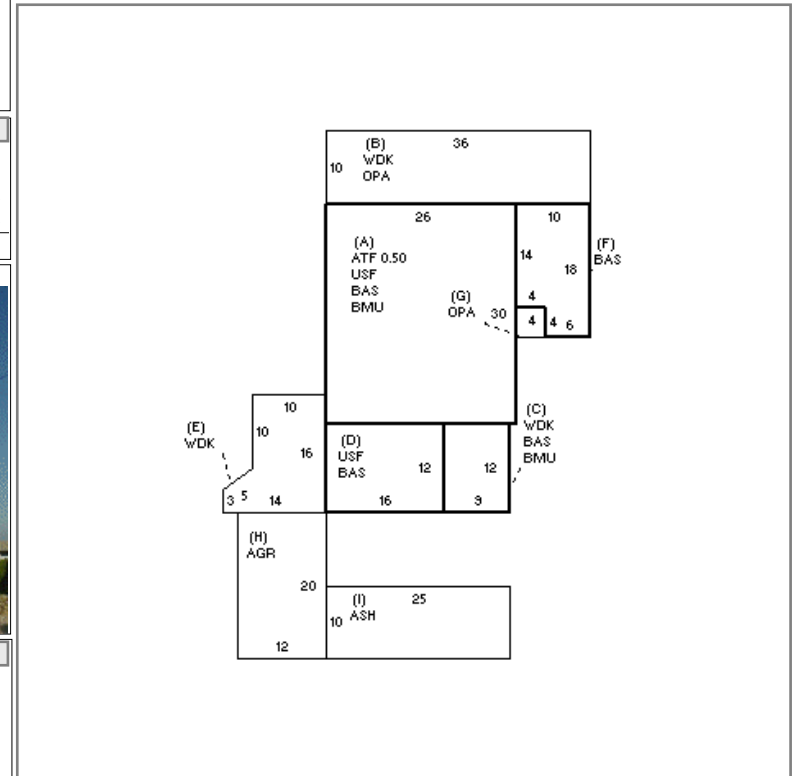 (B) 36
WDK
10
OPA
26 10
(A)
ATF 0.50
USF
BAS
BMU
14
18
(F)
BAS
(G)
OPA 30
4
4 4 6
(E)
WDK
10
10
16
3 5 14
(D)
USF
BAS
12
16
12
9
(C)
WDK
BAS
BMU
(H)
AGR
20
12
(I) 25
ASH
10